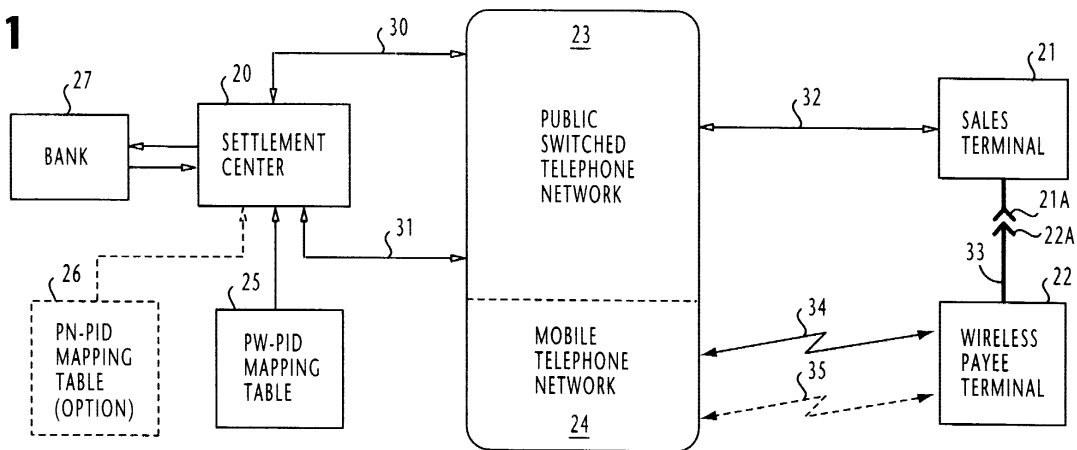 1
30
23
21
27
20
32
BANK
SETTLEMENT
CENTER
PUBLIC
SWITCHED
TELEPHONE
NETWORK
SALES
TERMINAL
21A
22A
31
33
26
25
22
34
PN-PID
MAPPING
TABLE
(OPTION)
PW-PID
MAPPING
TABLE
MOBILE
TELEPHONE
NETWORK
35
WIRELESS
PAYEE
TERMINAL
24